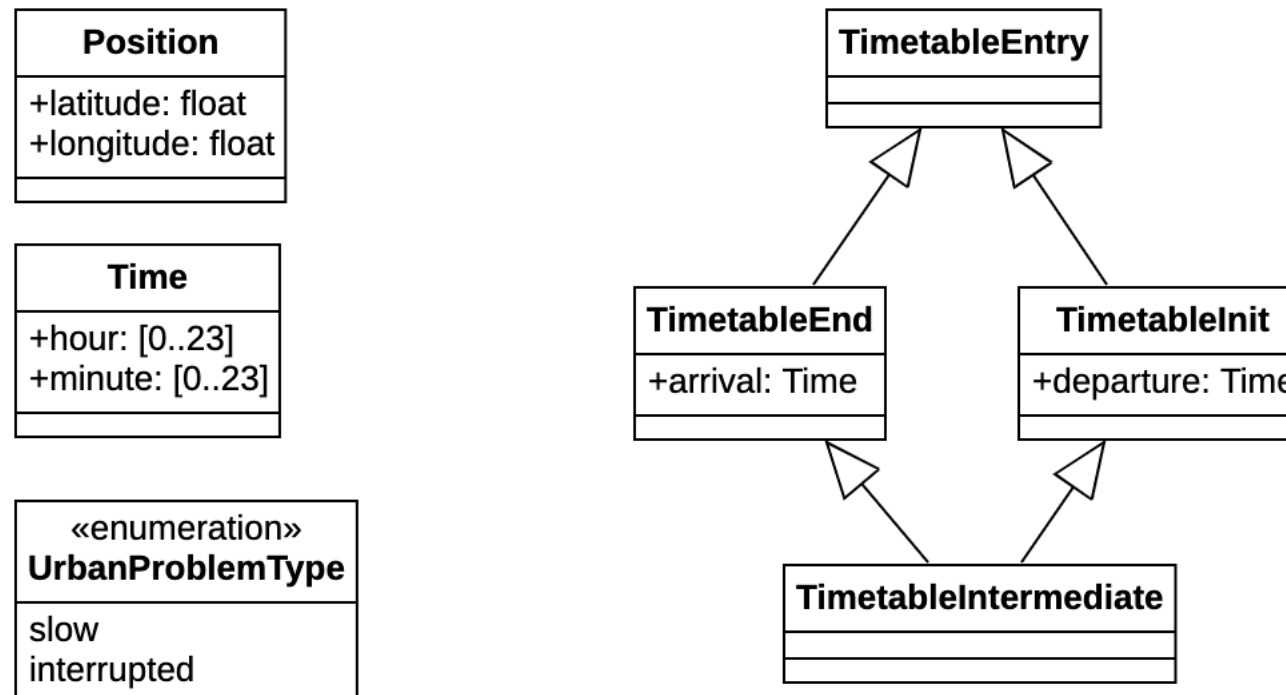 Position
+latitude: float
+longitude: float
Time
+hour: [0..23]
+minute: [0..23]
«enumeration»
UrbanProblemType
slow
interrupted
TimetableEntry
TimetableEnd
+arrival: Time
TimetableInit
+departure: Time
TimetableIntermediate